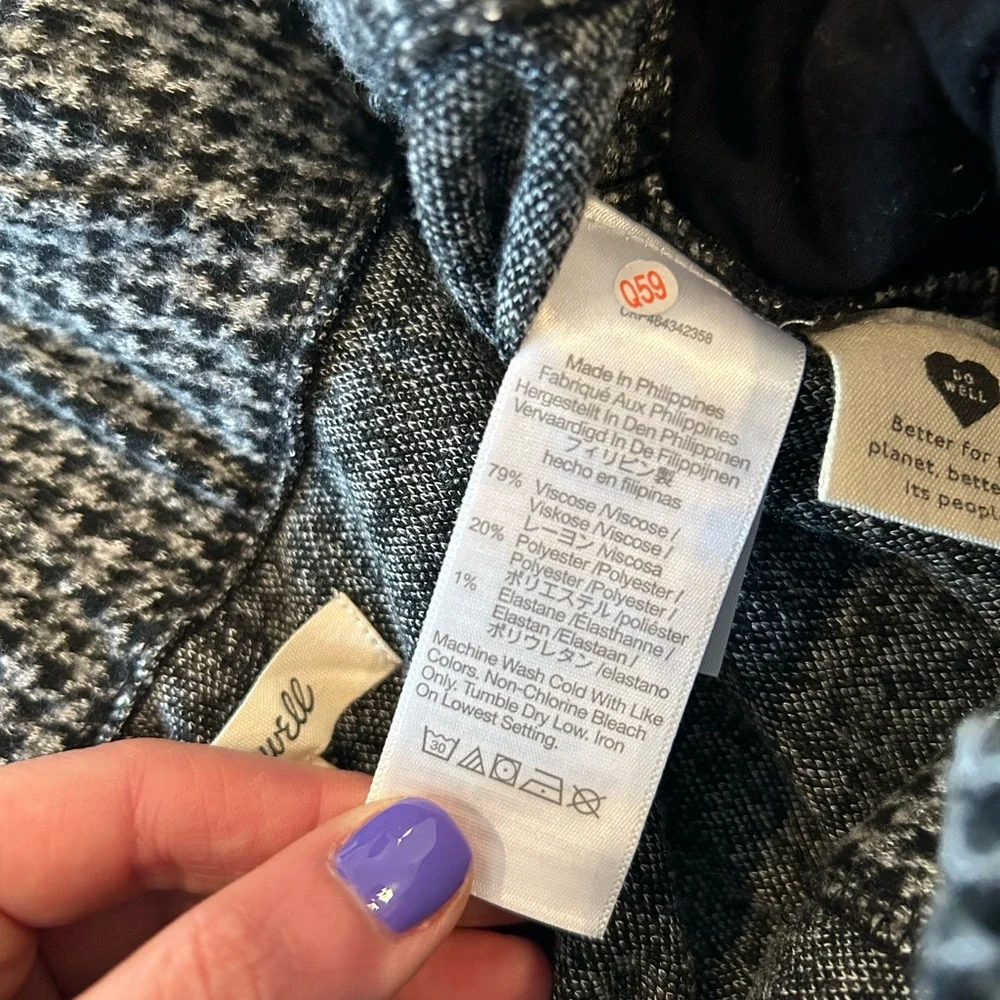 Q59
484342358
Made In Philippines
Fabriqué Aux Philippines
Hergestellt In Den Philippinen
Vervaardigd In De Filippijnen
フィリピン製
hecho en filipinas
79% Viscose /Viscose /
Viskose /Viscose /
レーヨン /viscosa
20% Polyester /Polyester /
Polyester /Polyester /
ポリエステル /poliéster
1% Elastane /Élasthanne /
Elastan /Elastaan /
ポリウレタン /elastano
Machine Wash Cold With Like
Colors. Non-Chlorine Bleach
Only. Tumble Dry Low. Iron
On Lowest Setting.
30
DO
WELL
Better for
planet, bette
its peopl
well